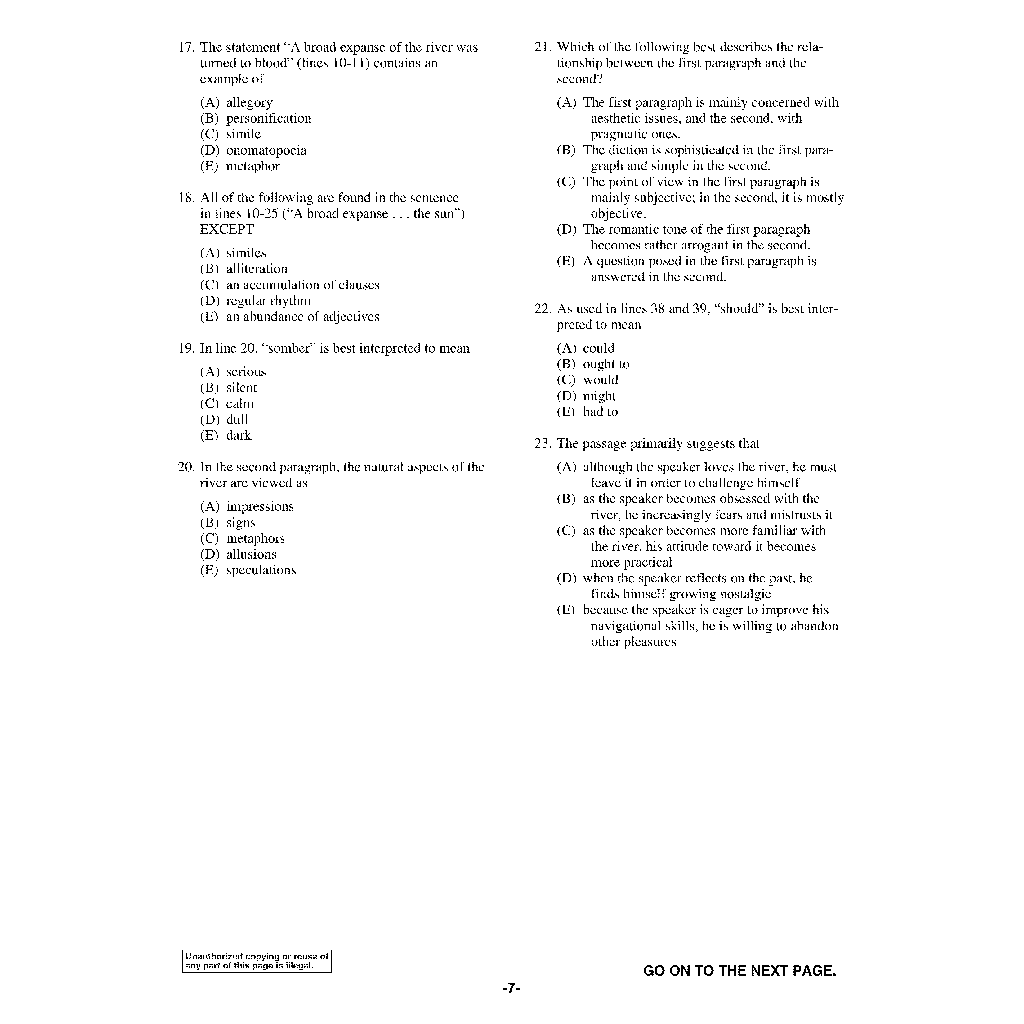 17. The statement “A broad expanse of the river was
turned to blood” (lines 10-11) contains an
example of
(A) allegory
(B) personification
(C) simile
(D) onomatopoeia
(E) metaphor
18. All of the following are found in the sentence
in lines 10-25 (“A broad expanse . . . the sun”)
EXCEPT
(A) similes
(B) alliteration
(C) an accumulation of clauses
(D) regular rhythm
(E) an abundance of adjectives
19. In line 20, “somber” is best interpreted to mean
(A) serious
(B) silent
(C) calm
(D) dull
(E) dark
20. In the second paragraph, the natural aspects of the
river are viewed as
(A) impressions
(B) signs
(C) metaphors
(D) allusions
(E) speculations
21. Which of the following best describes the rela-
tionship between the first paragraph and the
second?
(A) The first paragraph is mainly concerned with
aesthetic issues, and the second, with
pragmatic ones.
(B) The diction is sophisticated in the first para-
graph and simple in the second.
(C) The point of view in the first paragraph is
mainly subjective; in the second, it is mostly
objective.
(D) The romantic tone of the first paragraph
becomes rather arrogant in the second.
(E) A question posed in the first paragraph is
answered in the second.
22. As used in lines 38 and 39, “should” is best inter-
preted to mean
(A) could
(B) ought to
(C) would
(D) might
(E) had to
23. The passage primarily suggests that
(A) although the speaker loves the river, he must
leave it in order to challenge himself
(B) as the speaker becomes obsessed with the
river, he increasingly fears and mistrusts it
(C) as the speaker becomes more familiar with
the river, his attitude toward it becomes
more practical
(D) when the speaker reflects on the past, he
finds himself growing nostalgic
(E) because the speaker is eager to improve his
navigational skills, he is willing to abandon
other pleasures
Unauthorized copying or reuse of
any part of this page is illegal.
GO ON TO THE NEXT PAGE.
-7-